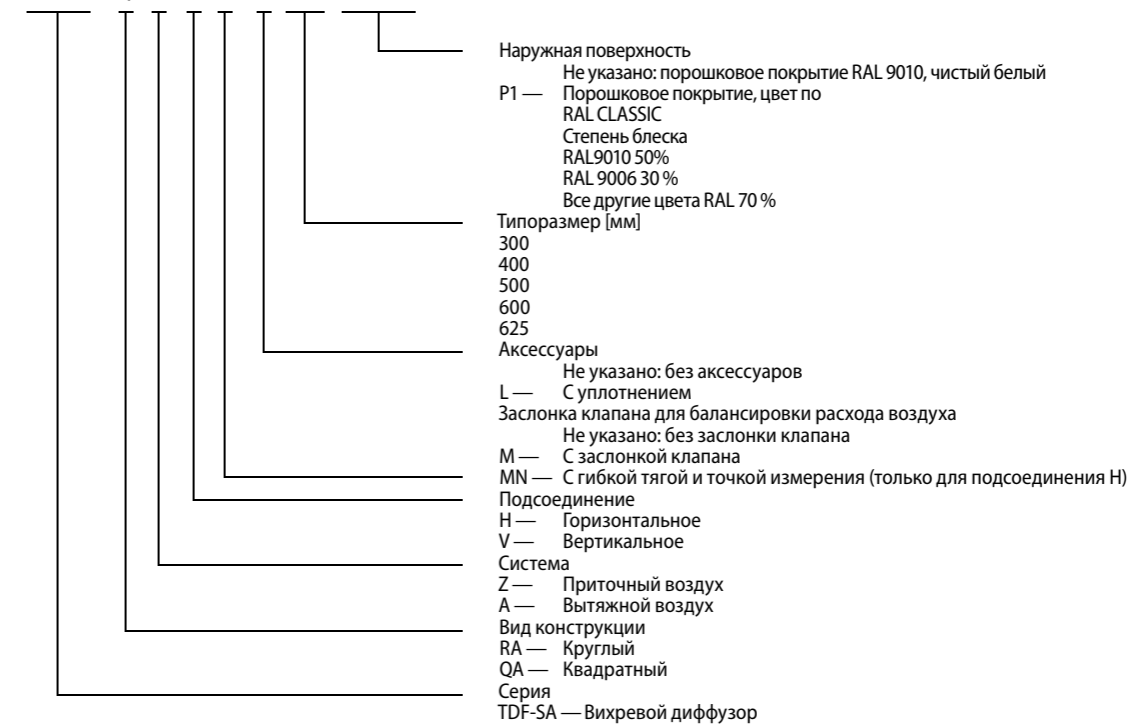 Наружная поверхность
Не указано: порошковое покрытие RAL 9010, чистый белый
P1 — Порошковое покрытие, цвет по
RAL CLASSIC
Степень блеска
RAL9010 50%
RAL 9006 30 %
Все другие цвета RAL 70 %
Типоразмер [мм]
300
400
500
600
625
Аксессуары
Не указано: без аксессуаров
L — С уплотнением
Заслонка клапана для балансировки расхода воздуха
Не указано: без заслонки клапана
M — С заслонкой клапана
MN — С гибкой тягой и точкой измерения (только для подсоединения H)
Подсоединение
H — Горизонтальное
V — Вертикальное
Система
Z — Приточный воздух
A — Вытяжной воздух
Вид конструкции
RA — Круглый
QA — Квадратный
Серия
TDF-SA — Вихревой диффузор